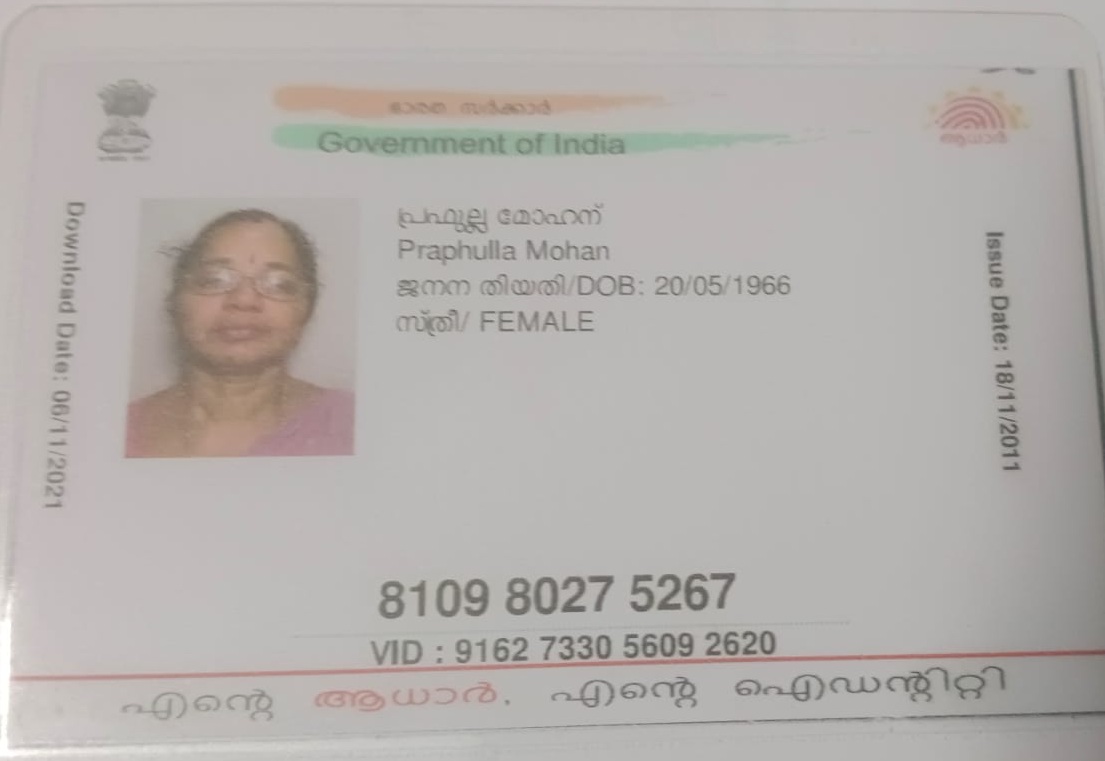 ഭാരത സർക്കാർ
Government of India
ആധാർ
Download Date: 06/11/2021
പ്രഫുല്ല മോഹന്
Praphulla Mohan
ജനന തിയതി/DOB: 20/05/1966
സ്ത്രീ/ FEMALE
Issue Date: 18/11/2011
8109 8027 5267
VID : 9162 7330 5609 2620
എന്റെ ആധാർ, എന്റെ ഐഡന്റിറ്റി